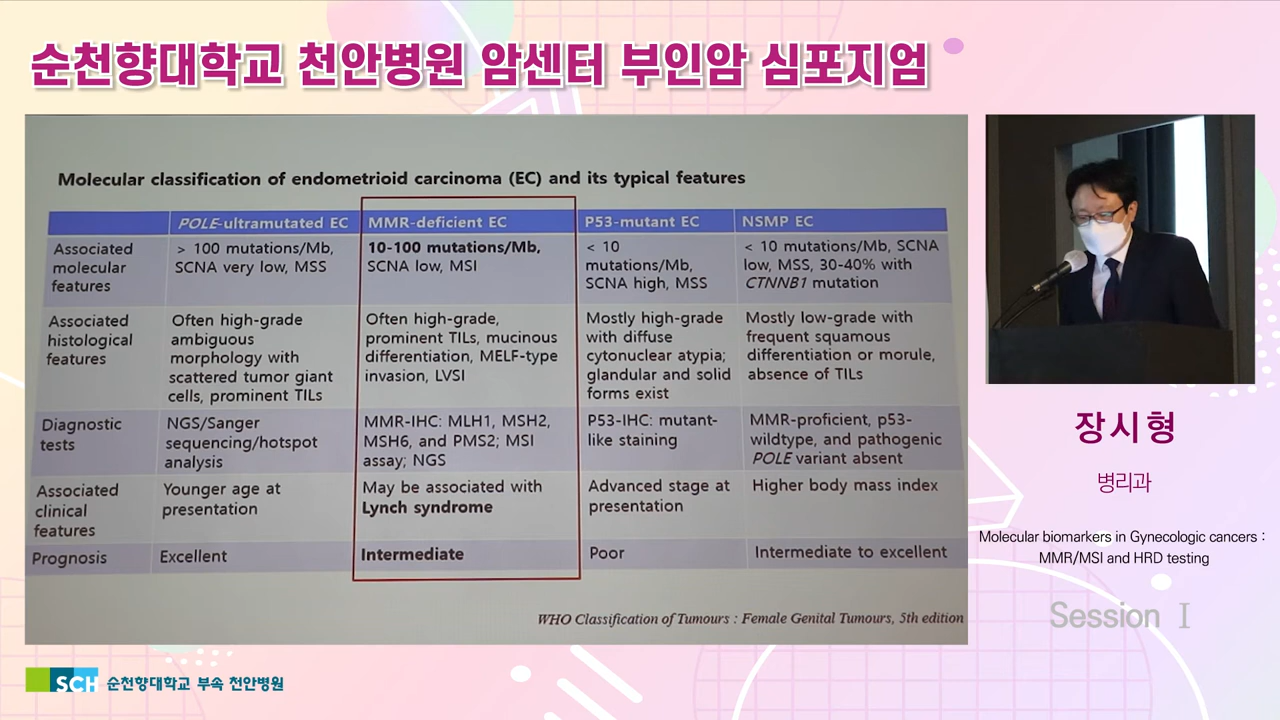 순천향대학교 천안병원 암센터 부인암 심포지엄
Molecular classification of endometrioid carcinoma (EC) and its typical features
POLE-ultramutated EC
MMR-deficient EC
P53-mutant EC
NSMP EC
Associated
molecular
features
> 100 mutations/Mb,
SCNA very low, MSS
10-100 mutations/Mb,
SCNA low, MSI
< 10
mutations/Mb,
SCNA high, MSS
< 10 mutations/Mb, SCNA
low, MSS, 30-40% with
CTNNB1 mutation
Associated
histological
features
Often high-grade
ambiguous
morphology with
scattered tumor giant
cells, prominent TILs
Often high-grade,
prominent TILs, mucinous
differentiation, MELF-type
invasion, LVSI
Mostly high-grade
with diffuse
cytonuclear atypia;
glandular and solid
forms exist
Mostly low-grade with
frequent squamous
differentiation or morule,
absence of TILs
Diagnostic
tests
NGS/Sanger
sequencing/hotspot
analysis
MMR-IHC: MLH1, MSH2,
MSH6, and PMS2; MSI
assay; NGS
P53-IHC: mutant-
like staining
MMR-proficient, p53-
wildtype, and pathogenic
POLE variant absent
Associated
clinical
features
Younger age at
presentation
May be associated with
Lynch syndrome
Advanced stage at
presentation
Higher body mass index
Prognosis
Excellent
Intermediate
Poor
Intermediate to excellent
WHO Classification of Tumours : Female Genital Tumours, 5th edition
장시형
병리과
Molecular biomarkers in Gynecologic cancers :
MMR/MSI and HRD testing
Session Ⅰ
SCH 순천향대학교 부속 천안병원